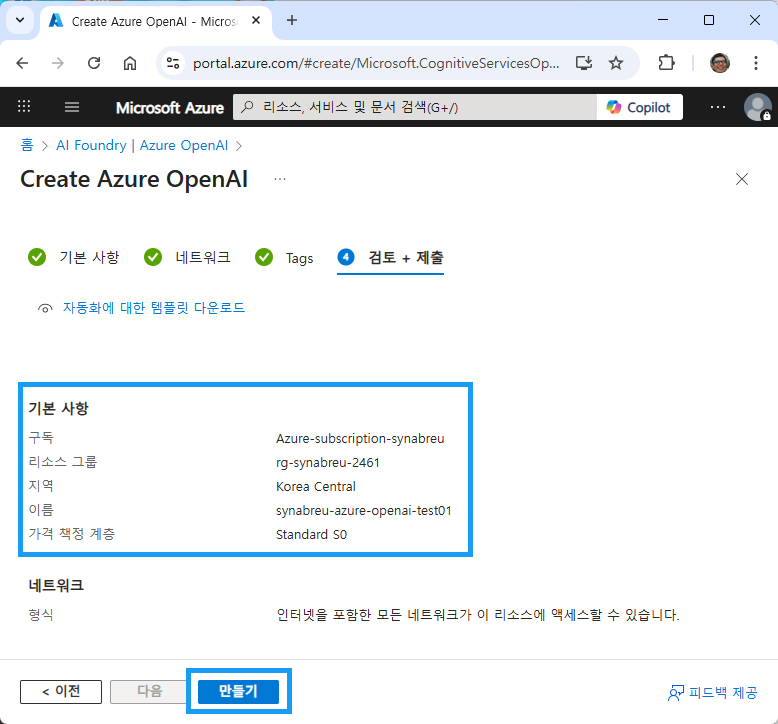 Create Azure OpenAI - Micros
portal.azure.com/#create/Microsoft.CognitiveServicesOp...
Microsoft Azure
리소스, 서비스 및 문서 검색(G+/)
Copilot
홈 > AI Foundry | Azure OpenAI >
Create Azure OpenAI ...
기본 사항
네트워크
Tags
4 검토 + 제출
자동화에 대한 템플릿 다운로드
기본 사항
구독 Azure-subscription-synabreu
리소스 그룹 rg-synabreu-2461
지역 Korea Central
이름 synabreu-azure-openai-test01
가격 책정 계층 Standard S0
네트워크
형식 인터넷을 포함한 모든 네트워크가 이 리소스에 액세스할 수 있습니다.
< 이전
다음
만들기
피드백 제공